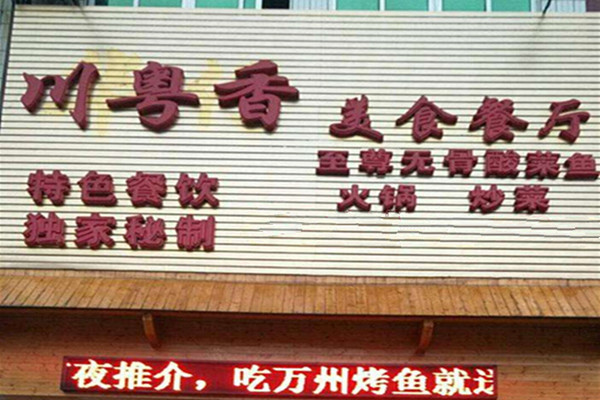 川粤香
美食餐厅
至尊无骨酸菜鱼
火锅 炒菜
特色餐饮
独家秘制
夜推介，吃万州烤鱼就